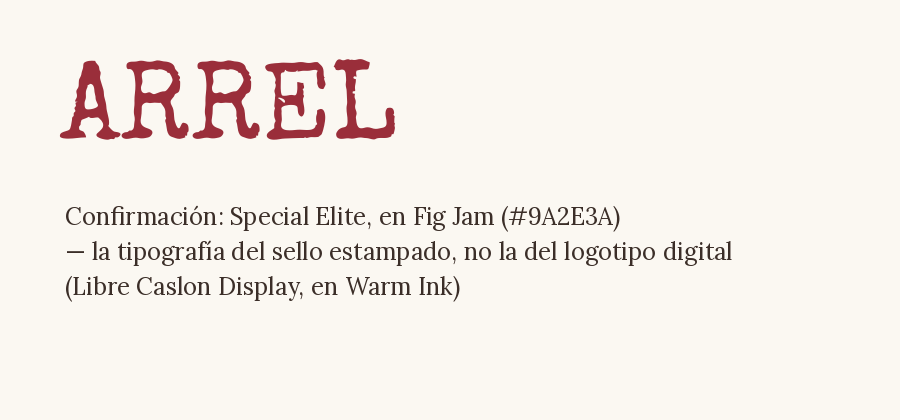 ARREL
Confirmación: Special Elite, en Fig Jam (#9A2E3A)
— la tipografía del sello estampado, no la del logotipo digital
(Libre Caslon Display, en Warm Ink)